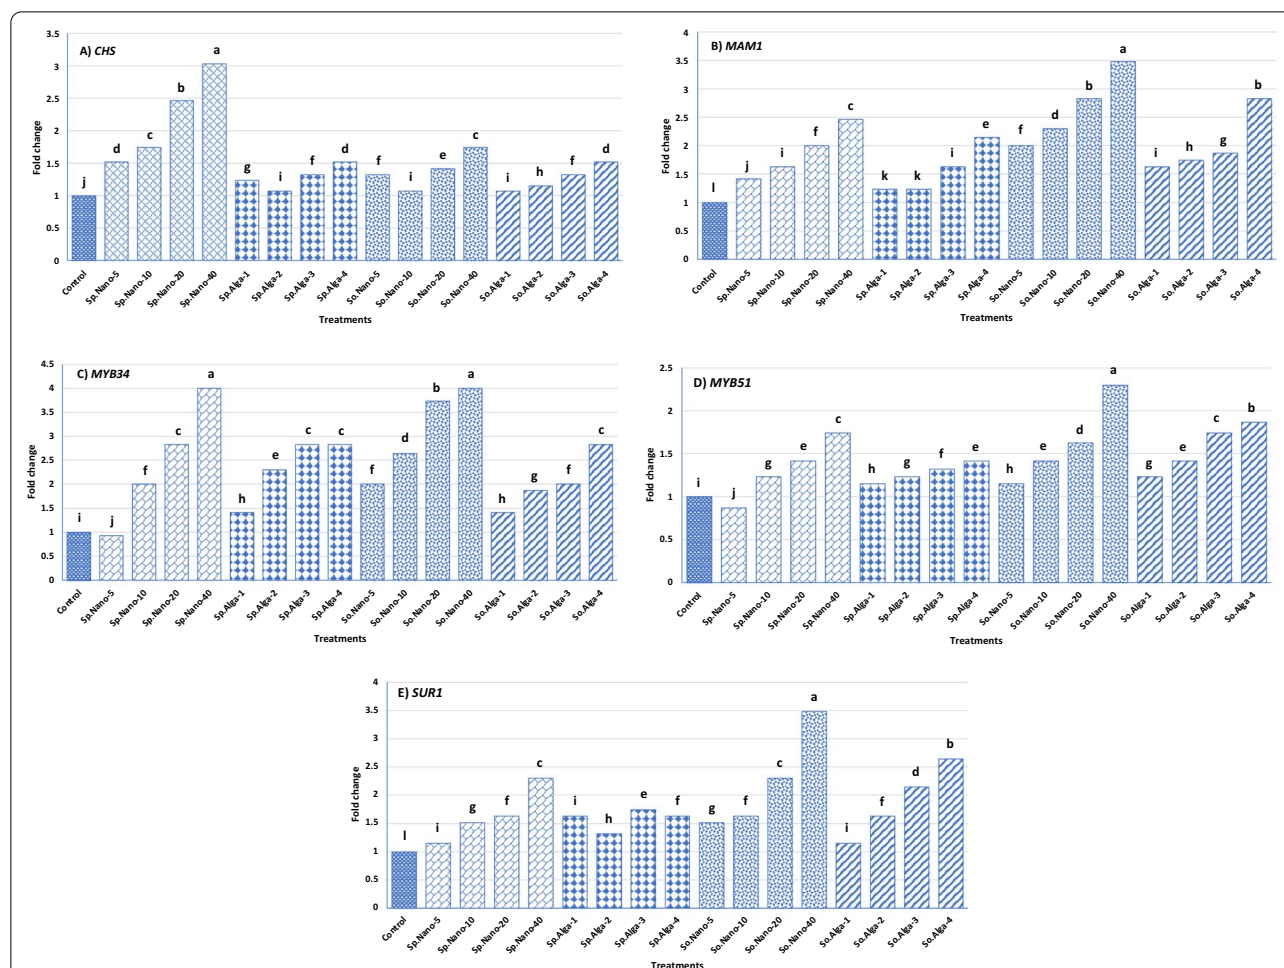 A) CHS
Fold change
3.5
3
2.5
2
1.5
1
0.5
0
j d c b a g i f d f i e c i h f d
Control Sp.Nano-5 Sp.Nano-10 Sp.Nano-20 Sp.Nano-40 Sp.Alga-1 Sp.Alga-2 Sp.Alga-3 Sp.Alga-4 So.Nano-5 So.Nano-10 So.Nano-20 So.Nano-40 So.Alga-1 So.Alga-2 So.Alga-3 So.Alga-4
Treatments
B) MAM1
Fold change
4
3.5
3
2.5
2
1.5
1
0.5
0
l j i f c k k i e f d b a i h g b
Control Sp.Nano-5 Sp.Nano-10 Sp.Nano-20 Sp.Nano-40 Sp.Alga-1 Sp.Alga-2 Sp.Alga-3 Sp.Alga-4 So.Nano-5 So.Nano-10 So.Nano-20 So.Nano-40 So.Alga-1 So.Alga-2 So.Alga-3 So.Alga-4
Treatments
C) MYB34
Fold change
4.5
4
3.5
3
2.5
2
1.5
1
0.5
0
i j f c a h e c c f d b a h g f c
Control Sp.Nano-5 Sp.Nano-10 Sp.Nano-20 Sp.Nano-40 Sp.Alga-1 Sp.Alga-2 Sp.Alga-3 Sp.Alga-4 So.Nano-5 So.Nano-10 So.Nano-20 So.Nano-40 So.Alga-1 So.Alga-2 So.Alga-3 So.Alga-4
Treatments
D) MYB51
Fold change
2.5
2
1.5
1
0.5
0
i j g e c h g f e h e d a g e c b
Control Sp.Nano-5 Sp.Nano-10 Sp.Nano-20 Sp.Nano-40 Sp.Alga-1 Sp.Alga-2 Sp.Alga-3 Sp.Alga-4 So.Nano-5 So.Nano-10 So.Nano-20 So.Nano-40 So.Alga-1 So.Alga-2 So.Alga-3 So.Alga-4
Treatments
E) SUR1
Fold change
4
3.5
3
2.5
2
1.5
1
0.5
0
l i g f c i h e f g f c a i f d b
Control Sp.Nano-5 Sp.Nano-10 Sp.Nano-20 Sp.Nano-40 Sp.Alga-1 Sp.Alga-2 Sp.Alga-3 Sp.Alga-4 So.Nano-5 So.Nano-10 So.Nano-20 So.Nano-40 So.Alga-1 So.Alga-2 So.Alga-3 So.Alga-4
Treatments